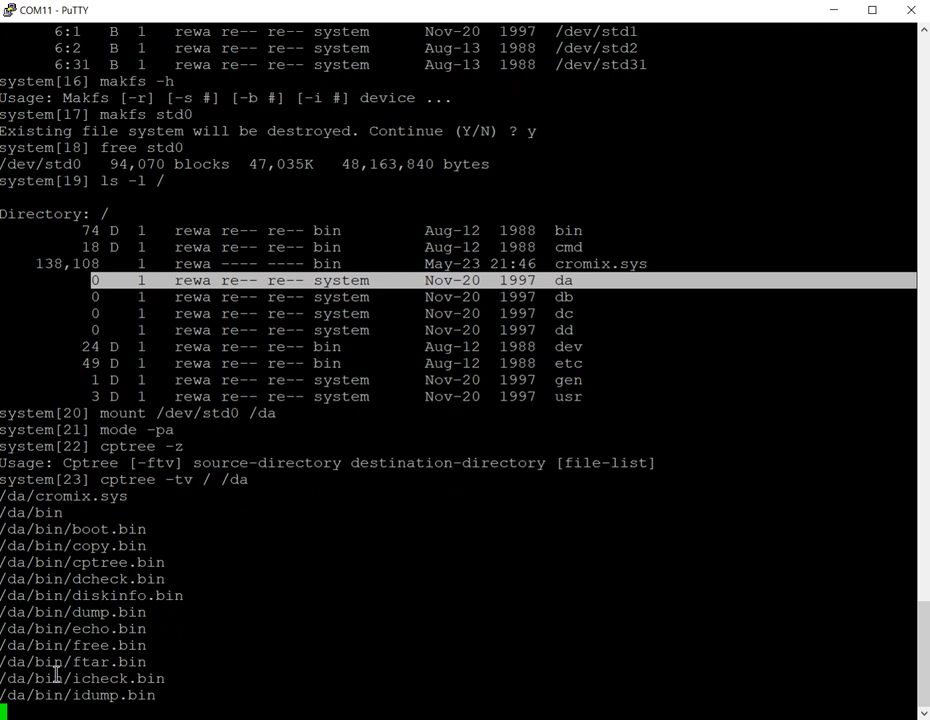 COM11 - PuTTY
6:1 B 1 rewa re-- re-- system Nov-20 1997 /dev/std1
6:2 B 1 rewa re-- re-- system Aug-13 1988 /dev/std2
6:31 B 1 rewa re-- re-- system Aug-13 1988 /dev/std31
system[16] makfs -h
Usage: Makfs [-r] [-s #] [-b #] [-i #] device ...
system[17] makfs std0
Existing file system will be destroyed. Continue (Y/N) ? y
system[18] free std0
/dev/std0 94,070 blocks 47,035K 48,163,840 bytes
system[19] ls -l /
Directory: /
74 D 1 rewa re-- re-- bin Aug-12 1988 bin
18 D 1 rewa re-- re-- bin Aug-12 1988 cmd
138,108 1 rewa ---- ---- bin May-23 21:46 cromix.sys
0 1 rewa re-- re-- system Nov-20 1997 da
0 1 rewa re-- re-- system Nov-20 1997 db
0 1 rewa re-- re-- system Nov-20 1997 dc
0 1 rewa re-- re-- system Nov-20 1997 dd
24 D 1 rewa re-- re-- bin Aug-12 1988 dev
49 D 1 rewa re-- re-- bin Aug-12 1988 etc
1 D 1 rewa re-- re-- system Nov-20 1997 gen
3 D 1 rewa re-- re-- system Nov-20 1997 usr
system[20] mount /dev/std0 /da
system[21] mode -pa
system[22] cptree -z
Usage: Cptree [-ftv] source-directory destination-directory [file-list]
system[23] cptree -tv / /da
/da/cromix.sys
/da/bin
/da/bin/boot.bin
/da/bin/copy.bin
/da/bin/cptree.bin
/da/bin/dcheck.bin
/da/bin/diskinfo.bin
/da/bin/dump.bin
/da/bin/echo.bin
/da/bin/free.bin
/da/bin/ftar.bin
/da/bin/icheck.bin
/da/bin/idump.bin